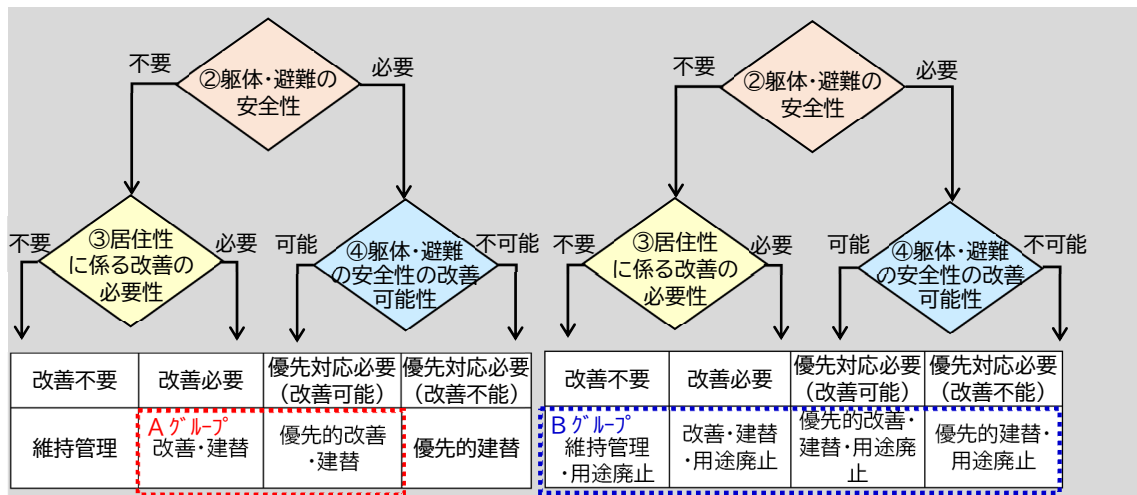 不要
②躯体・避難の
安全性
必要
不要
③居住性
に係る改善の
必要性
必要
可能
④躯体・避難
の安全性の改善
可能性
不可能
改善不要
改善必要
優先対応必要
(改善可能)
優先対応必要
(改善不能)
維持管理
Aグループ
改善・建替
優先的改善
・建替
優先的建替
不要
②躯体・避難の
安全性
必要
不要
③居住性
に係る改善の
必要性
必要
可能
④躯体・避難
の安全性の改善
可能性
不可能
改善不要
改善必要
優先対応必要
(改善可能)
優先対応必要
(改善不能)
Bグループ
維持管理
・用途廃止
改善・建替
・用途廃止
優先的改善・
建替・用途廃
止
優先的建替・
用途廃止